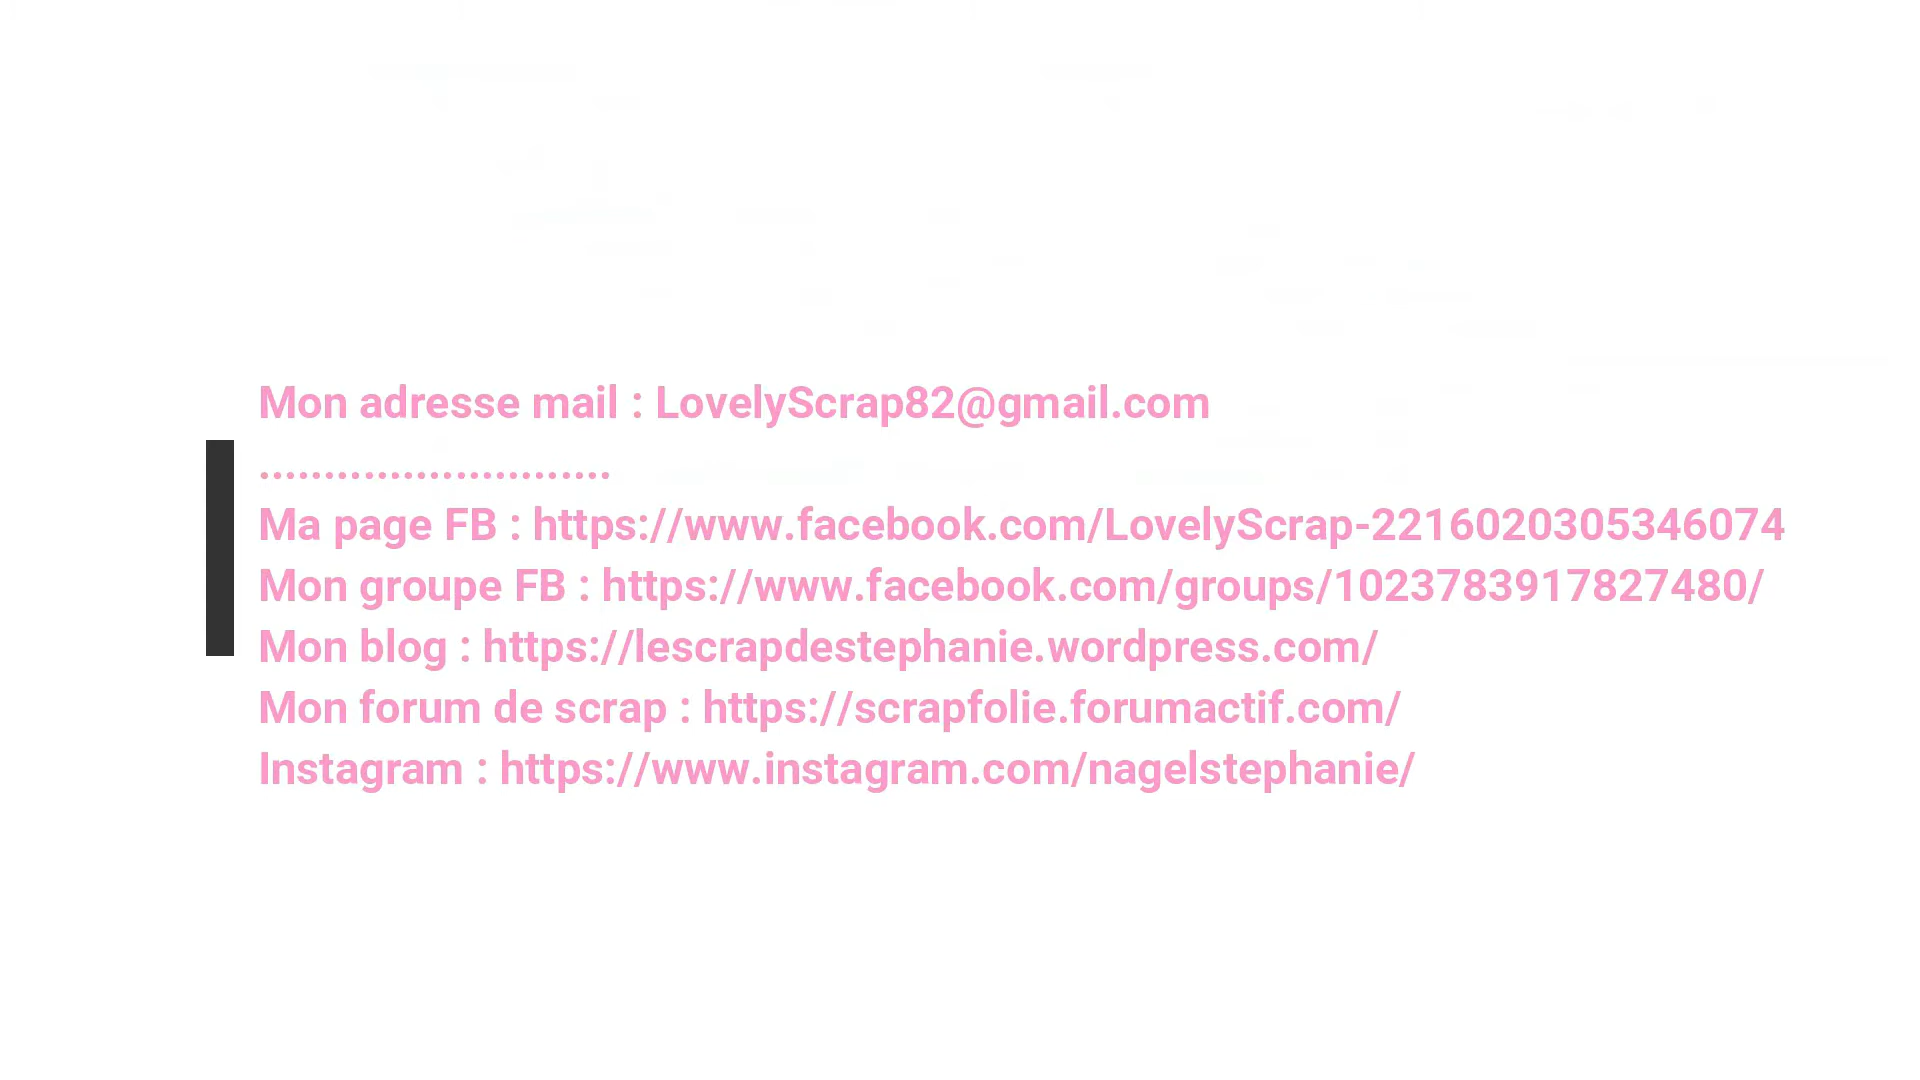 Mon adresse mail : LovelyScrap82@gmail.com
...........................
Ma page FB : https://www.facebook.com/LovelyScrap-2216020305346074
Mon groupe FB : https://www.facebook.com/groups/1023783917827480/
Mon blog : https://lescrapdestephanie.wordpress.com/
Mon forum de scrap : https://scrapfolie.forumactif.com/
Instagram : https://www.instagram.com/nagelstephanie/